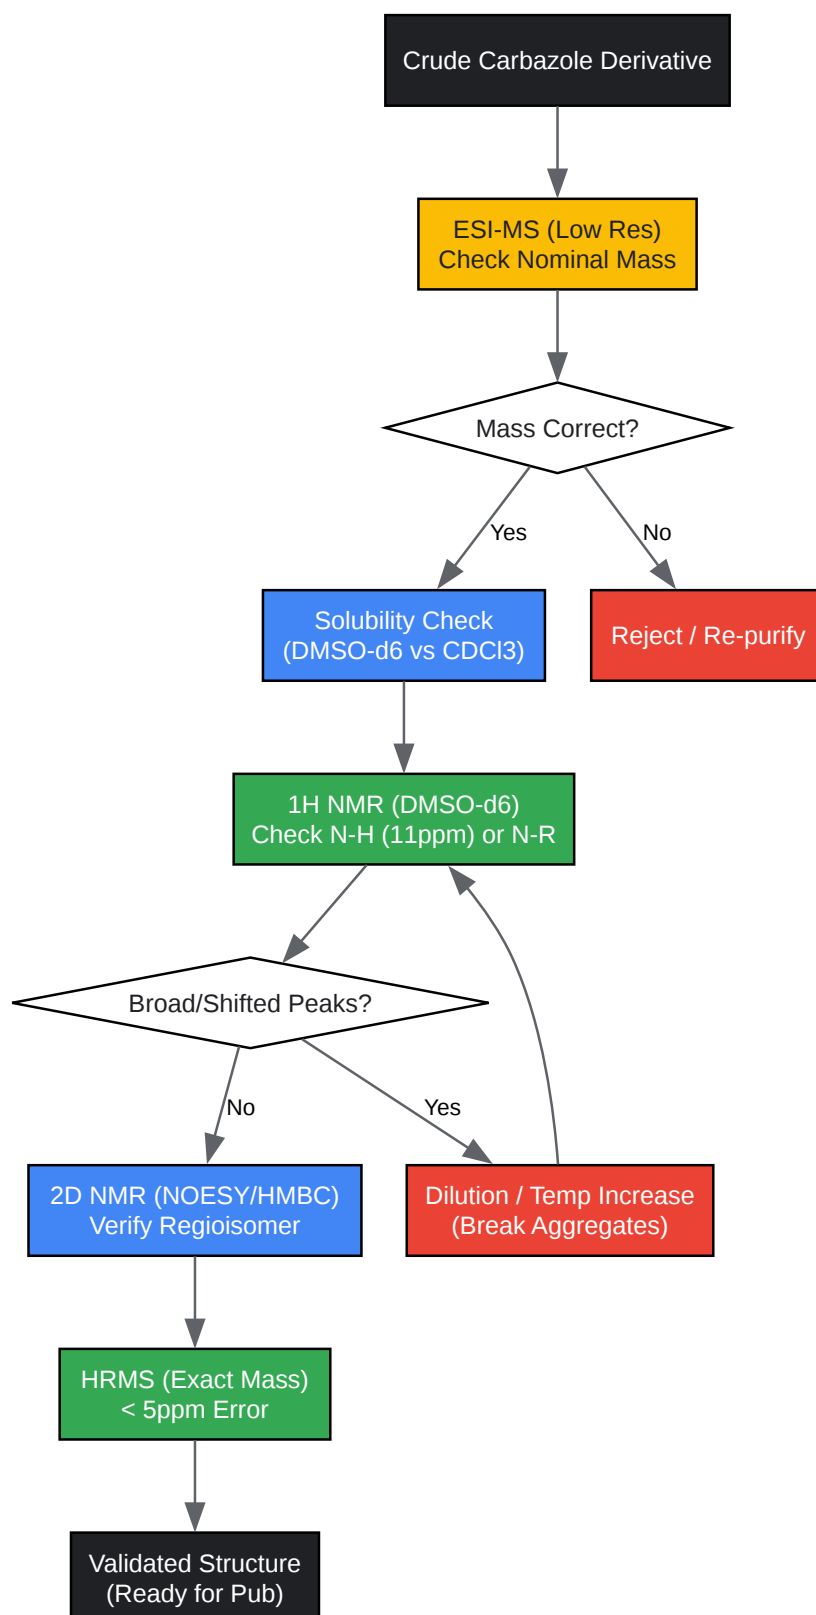 Crude Carbazole Derivative
ESI-MS (Low Res)
Check Nominal Mass
Mass Correct?
Yes
No
Solubility Check
(DMSO-d6 vs CDCl3)
Reject / Re-purify
1H NMR (DMSO-d6)
Check N-H (11ppm) or N-R
Broad/Shifted Peaks?
No
Yes
2D NMR (NOESY/HMBC)
Verify Regioisomer
Dilution / Temp Increase
(Break Aggregates)
HRMS (Exact Mass)
< 5ppm Error
Validated Structure
(Ready for Pub)